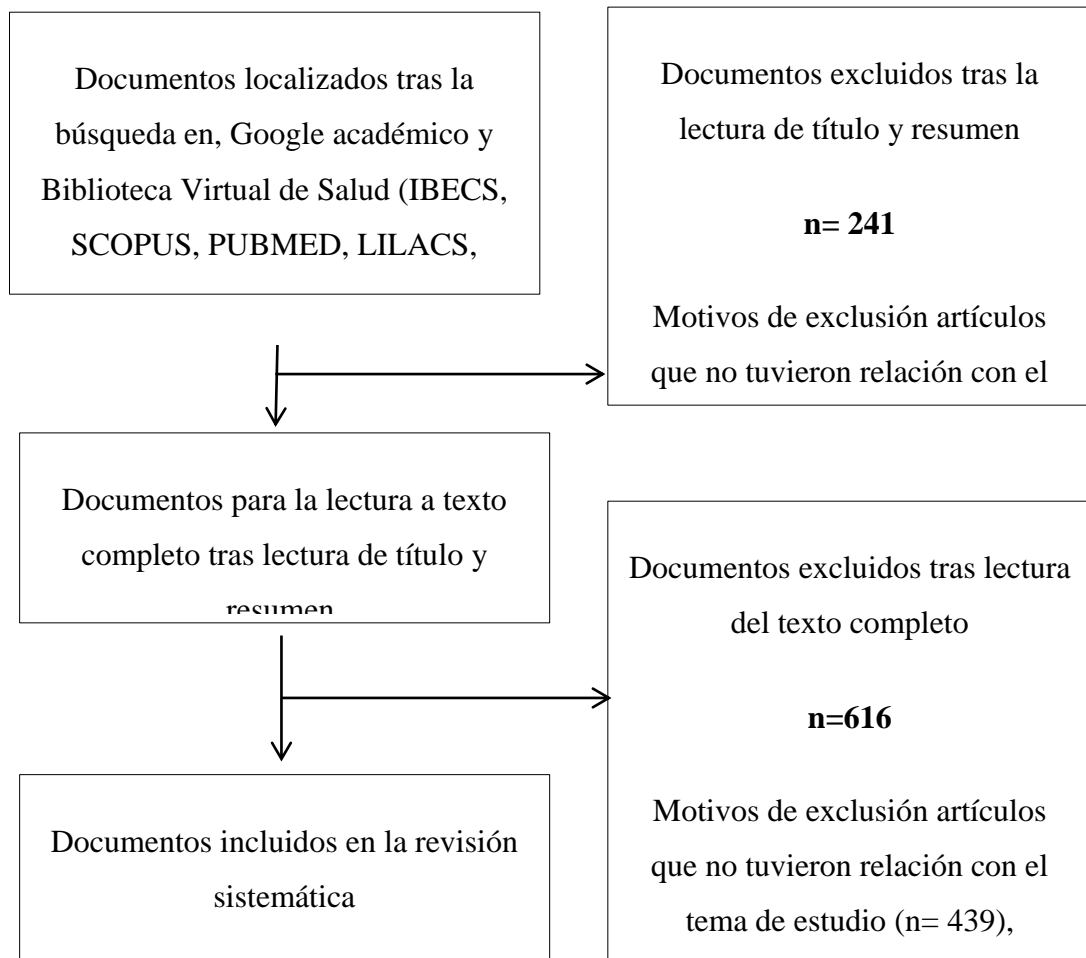 Documentos localizados tras la
búsqueda en, Google académico y
Biblioteca Virtual de Salud (IBECS,
SCOPUS, PUBMED, LILACS,
Documentos excluidos tras la
lectura de título y resumen
n= 241
Motivos de exclusión artículos
que no tuvieron relación con el
Documentos para la lectura a texto
completo tras lectura de título y
resumen
Documentos excluidos tras lectura
del texto completo
n=616
Motivos de exclusión artículos
que no tuvieron relación con el
tema de estudio (n= 439),
Documentos incluidos en la revisión
sistemática